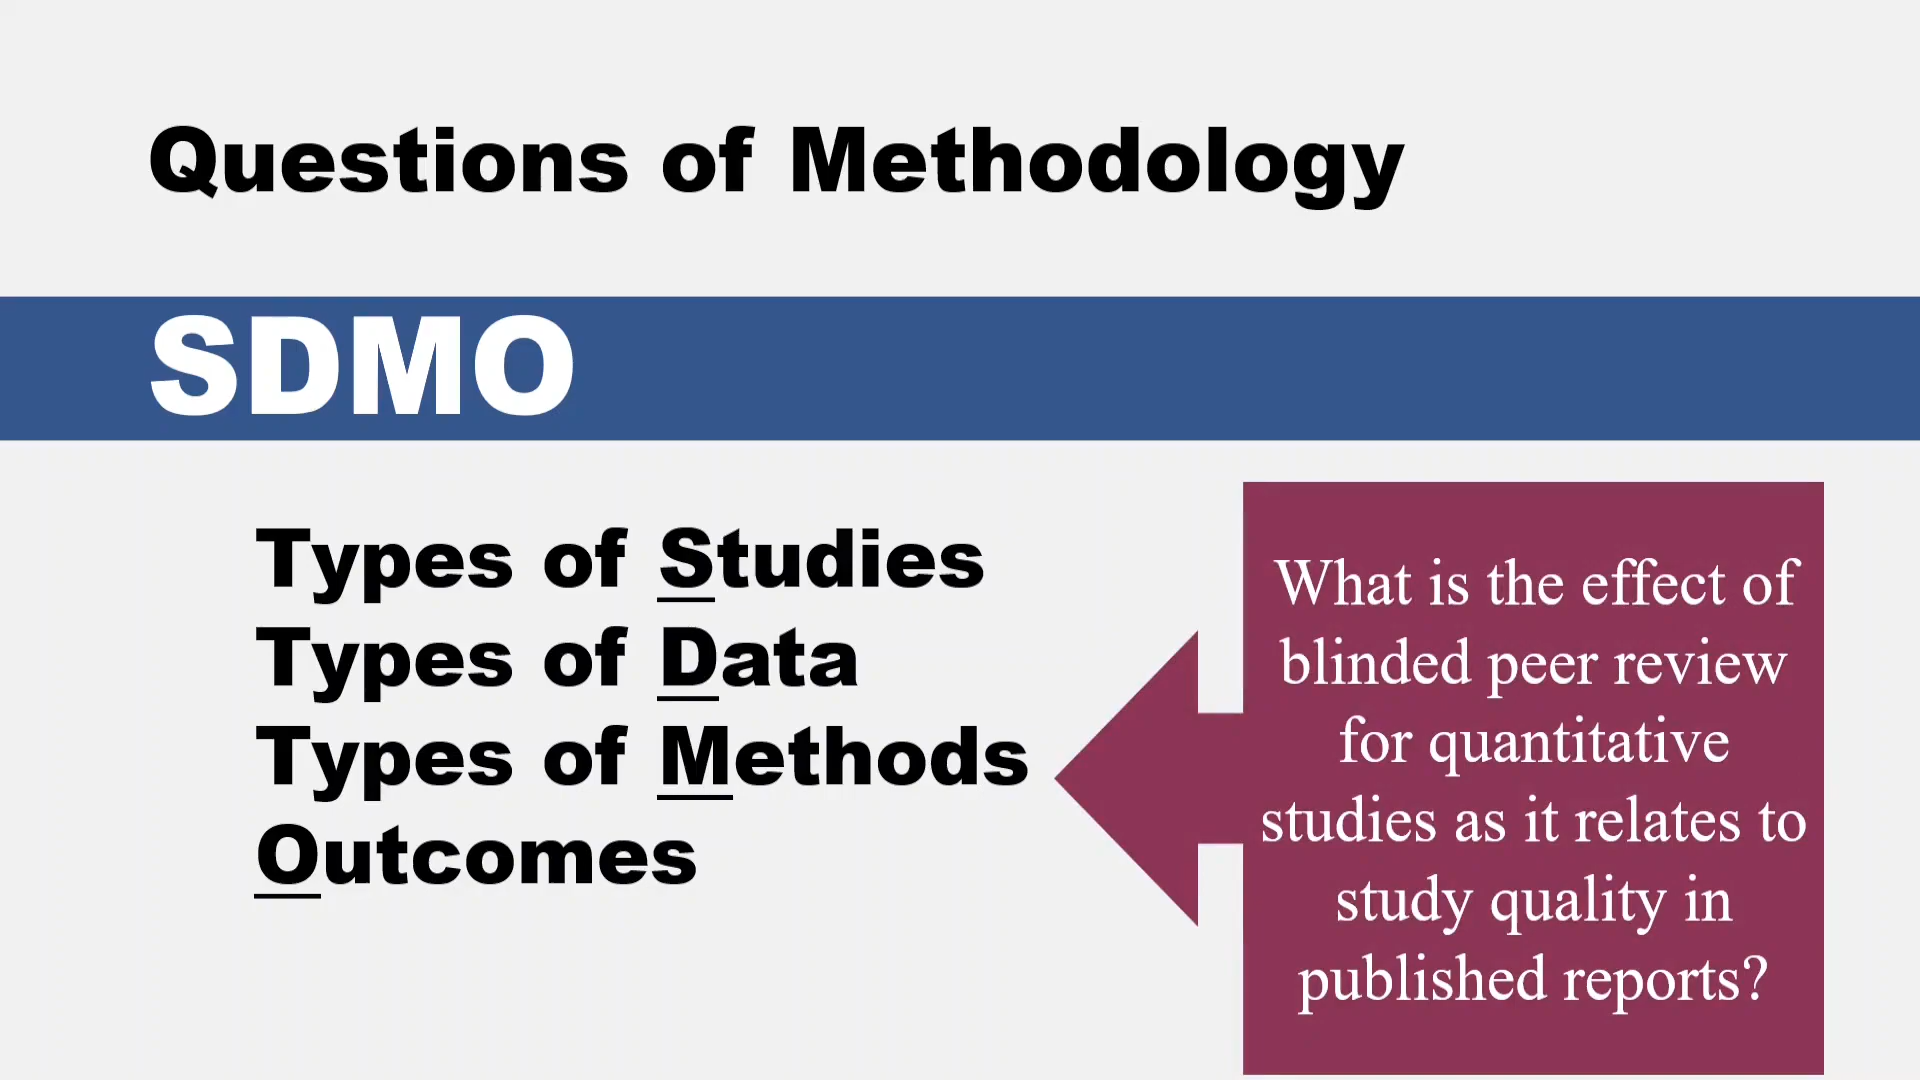 Questions of Methodology
SDMO
Types of Studies
Types of Data
Types of Methods
Outcomes
What is the effect of
blinded peer review
for quantitative
studies as it relates to
study quality in
published reports?